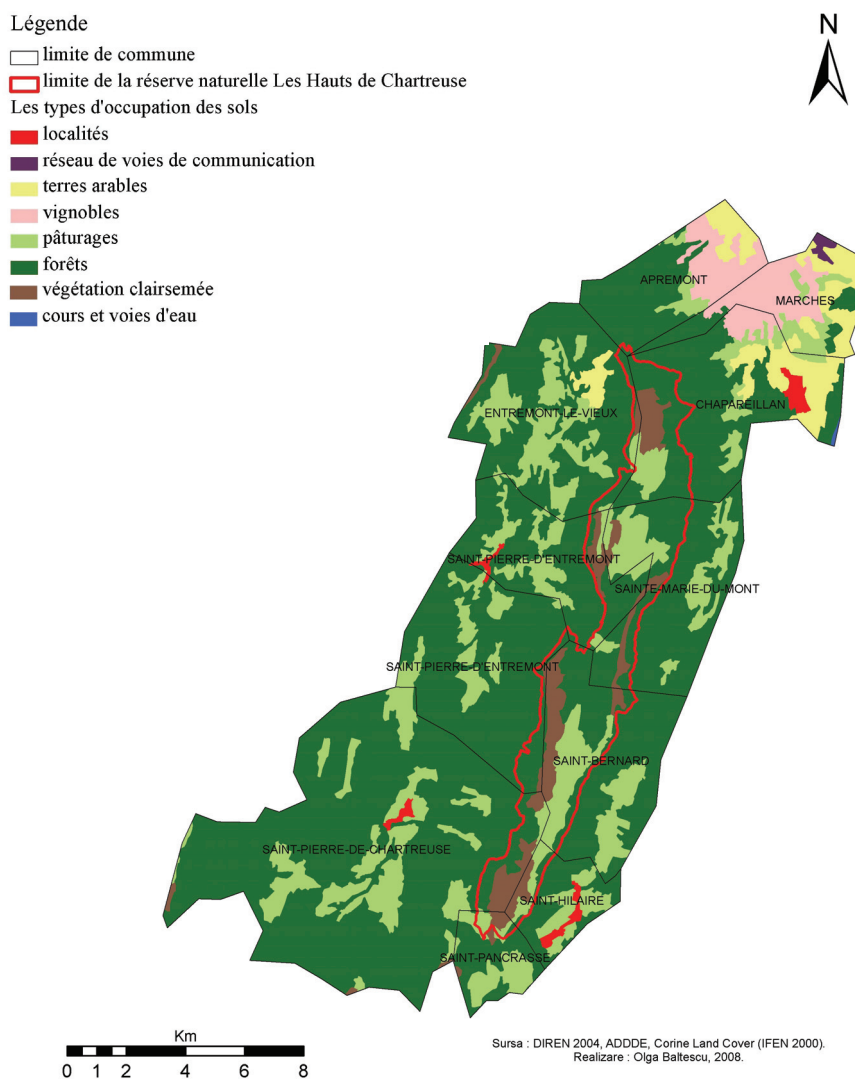 Légende
limite de commune
limite de la réserve naturelle Les Hauts de Chartreuse
Les types d'occupation des sols
localités
réseau de voies de communication
terres arables
vignobles
pâturages
forêts
végétation clairsemée
cours et voies d'eau
N
APREMONT
MARCHES
ENTREMONT-LE-VIEUX
CHAPAREILLAN
SAINT-PIERRE-D'ENTREMONT
SAINTE-MARIE-DU-MONT
SAINT-PIERRE-D'ENTREMONT
SAINT-BERNARD
SAINT-PIERRE-DE-CHARTREUSE
SAINT-HILAIRE
SAINT-PANCRASSE
Km
0 1 2 4 6 8
Sursa : DIREN 2004, ADDDE, Corine Land Cover (IFEN 2000).
Realizare : Olga Baltescu, 2008.